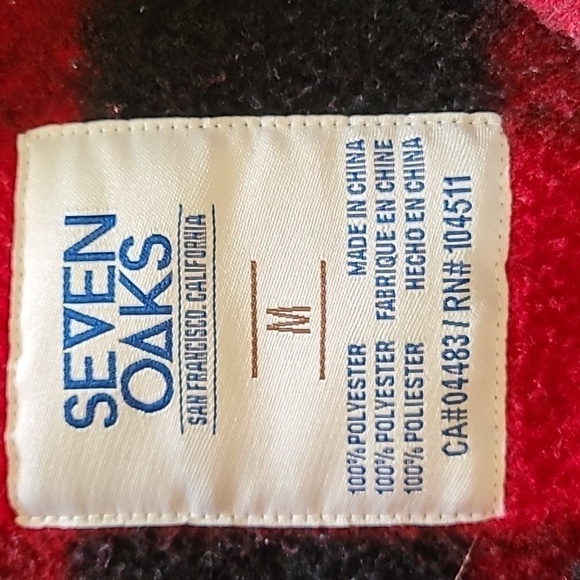 SEVEN
OAKS
SAN FRANCISCO, CALIFORNIA
M
100% POLYESTER MADE IN CHINA
100% POLYESTER FABRIQUE EN CHINE
100% POLIESTER HECHO EN CHINA
CA#04483 / RN# 104511